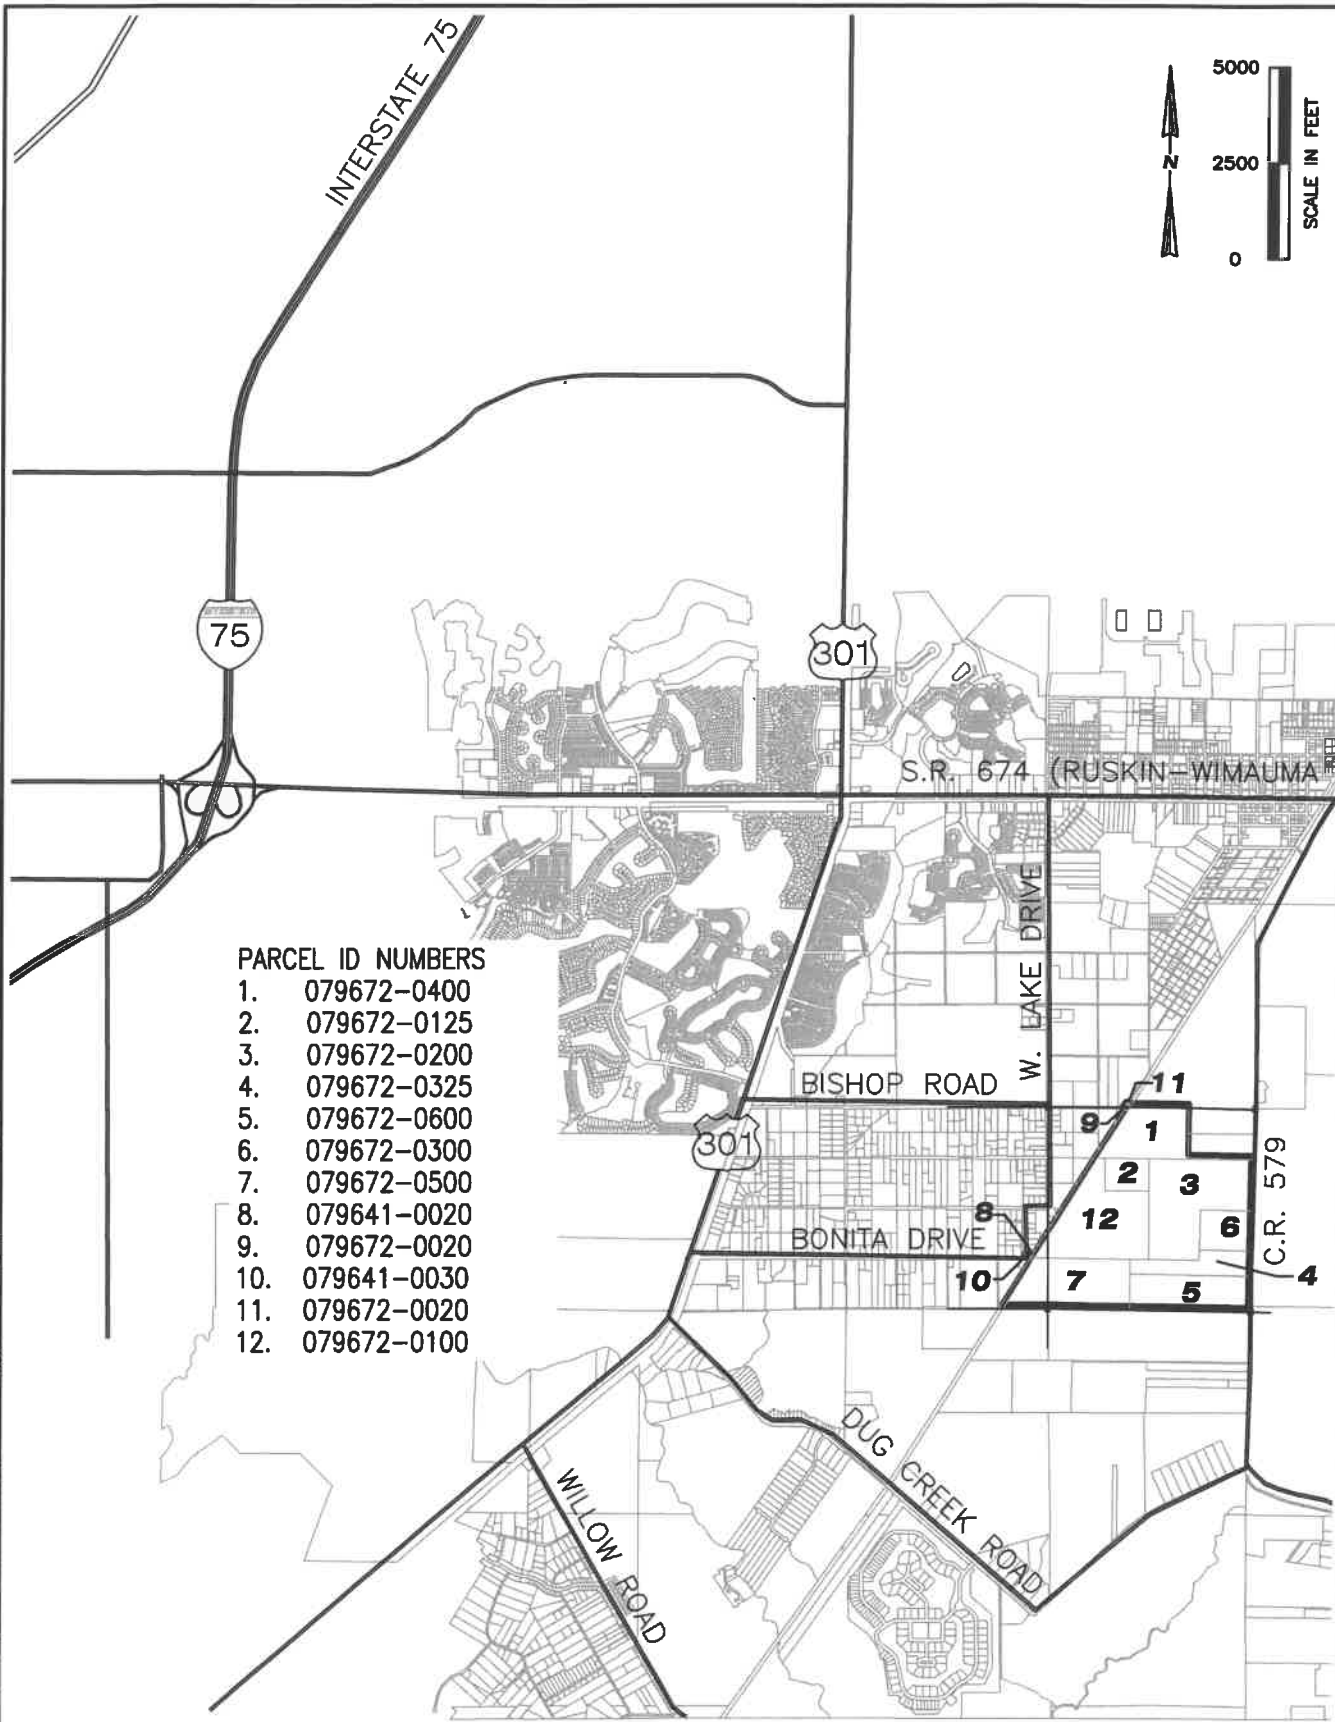 INTERSTATE 75
5000
2500
0
SCALE IN FEET
N
75
301
S.R. 674 (RUSKIN-WIMAUMA
W. LAKE DRIVE
PARCEL ID NUMBERS
1. 079672-0400
2. 079672-0125
3. 079672-0200
4. 079672-0325
5. 079672-0600
6. 079672-0300
7. 079672-0500
8. 079641-0020
9. 079672-0020
10. 079641-0030
11. 079672-0020
12. 079672-0100
BISHOP ROAD
11
9
1
301
2
3
C.R. 579
8
12
6
BONITA DRIVE
10
7
5
4
DUG CREEK ROAD
WILLOW ROAD